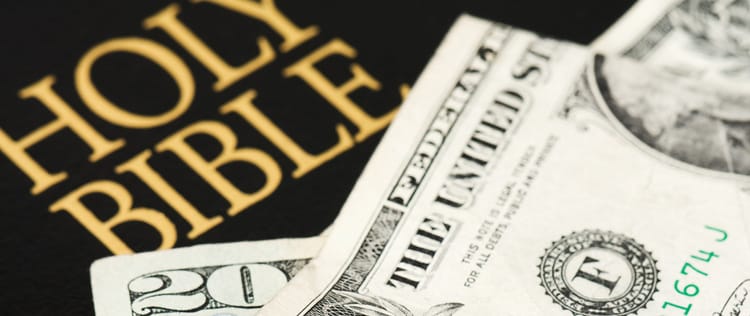 HOLY
BIBLE
FEDERAL
THE UNITED ST
THIS NOTE IS LEGAL TENDER
FOR ALL DEBTS, PUBLIC AND PRIVATE
F
1674 J
20